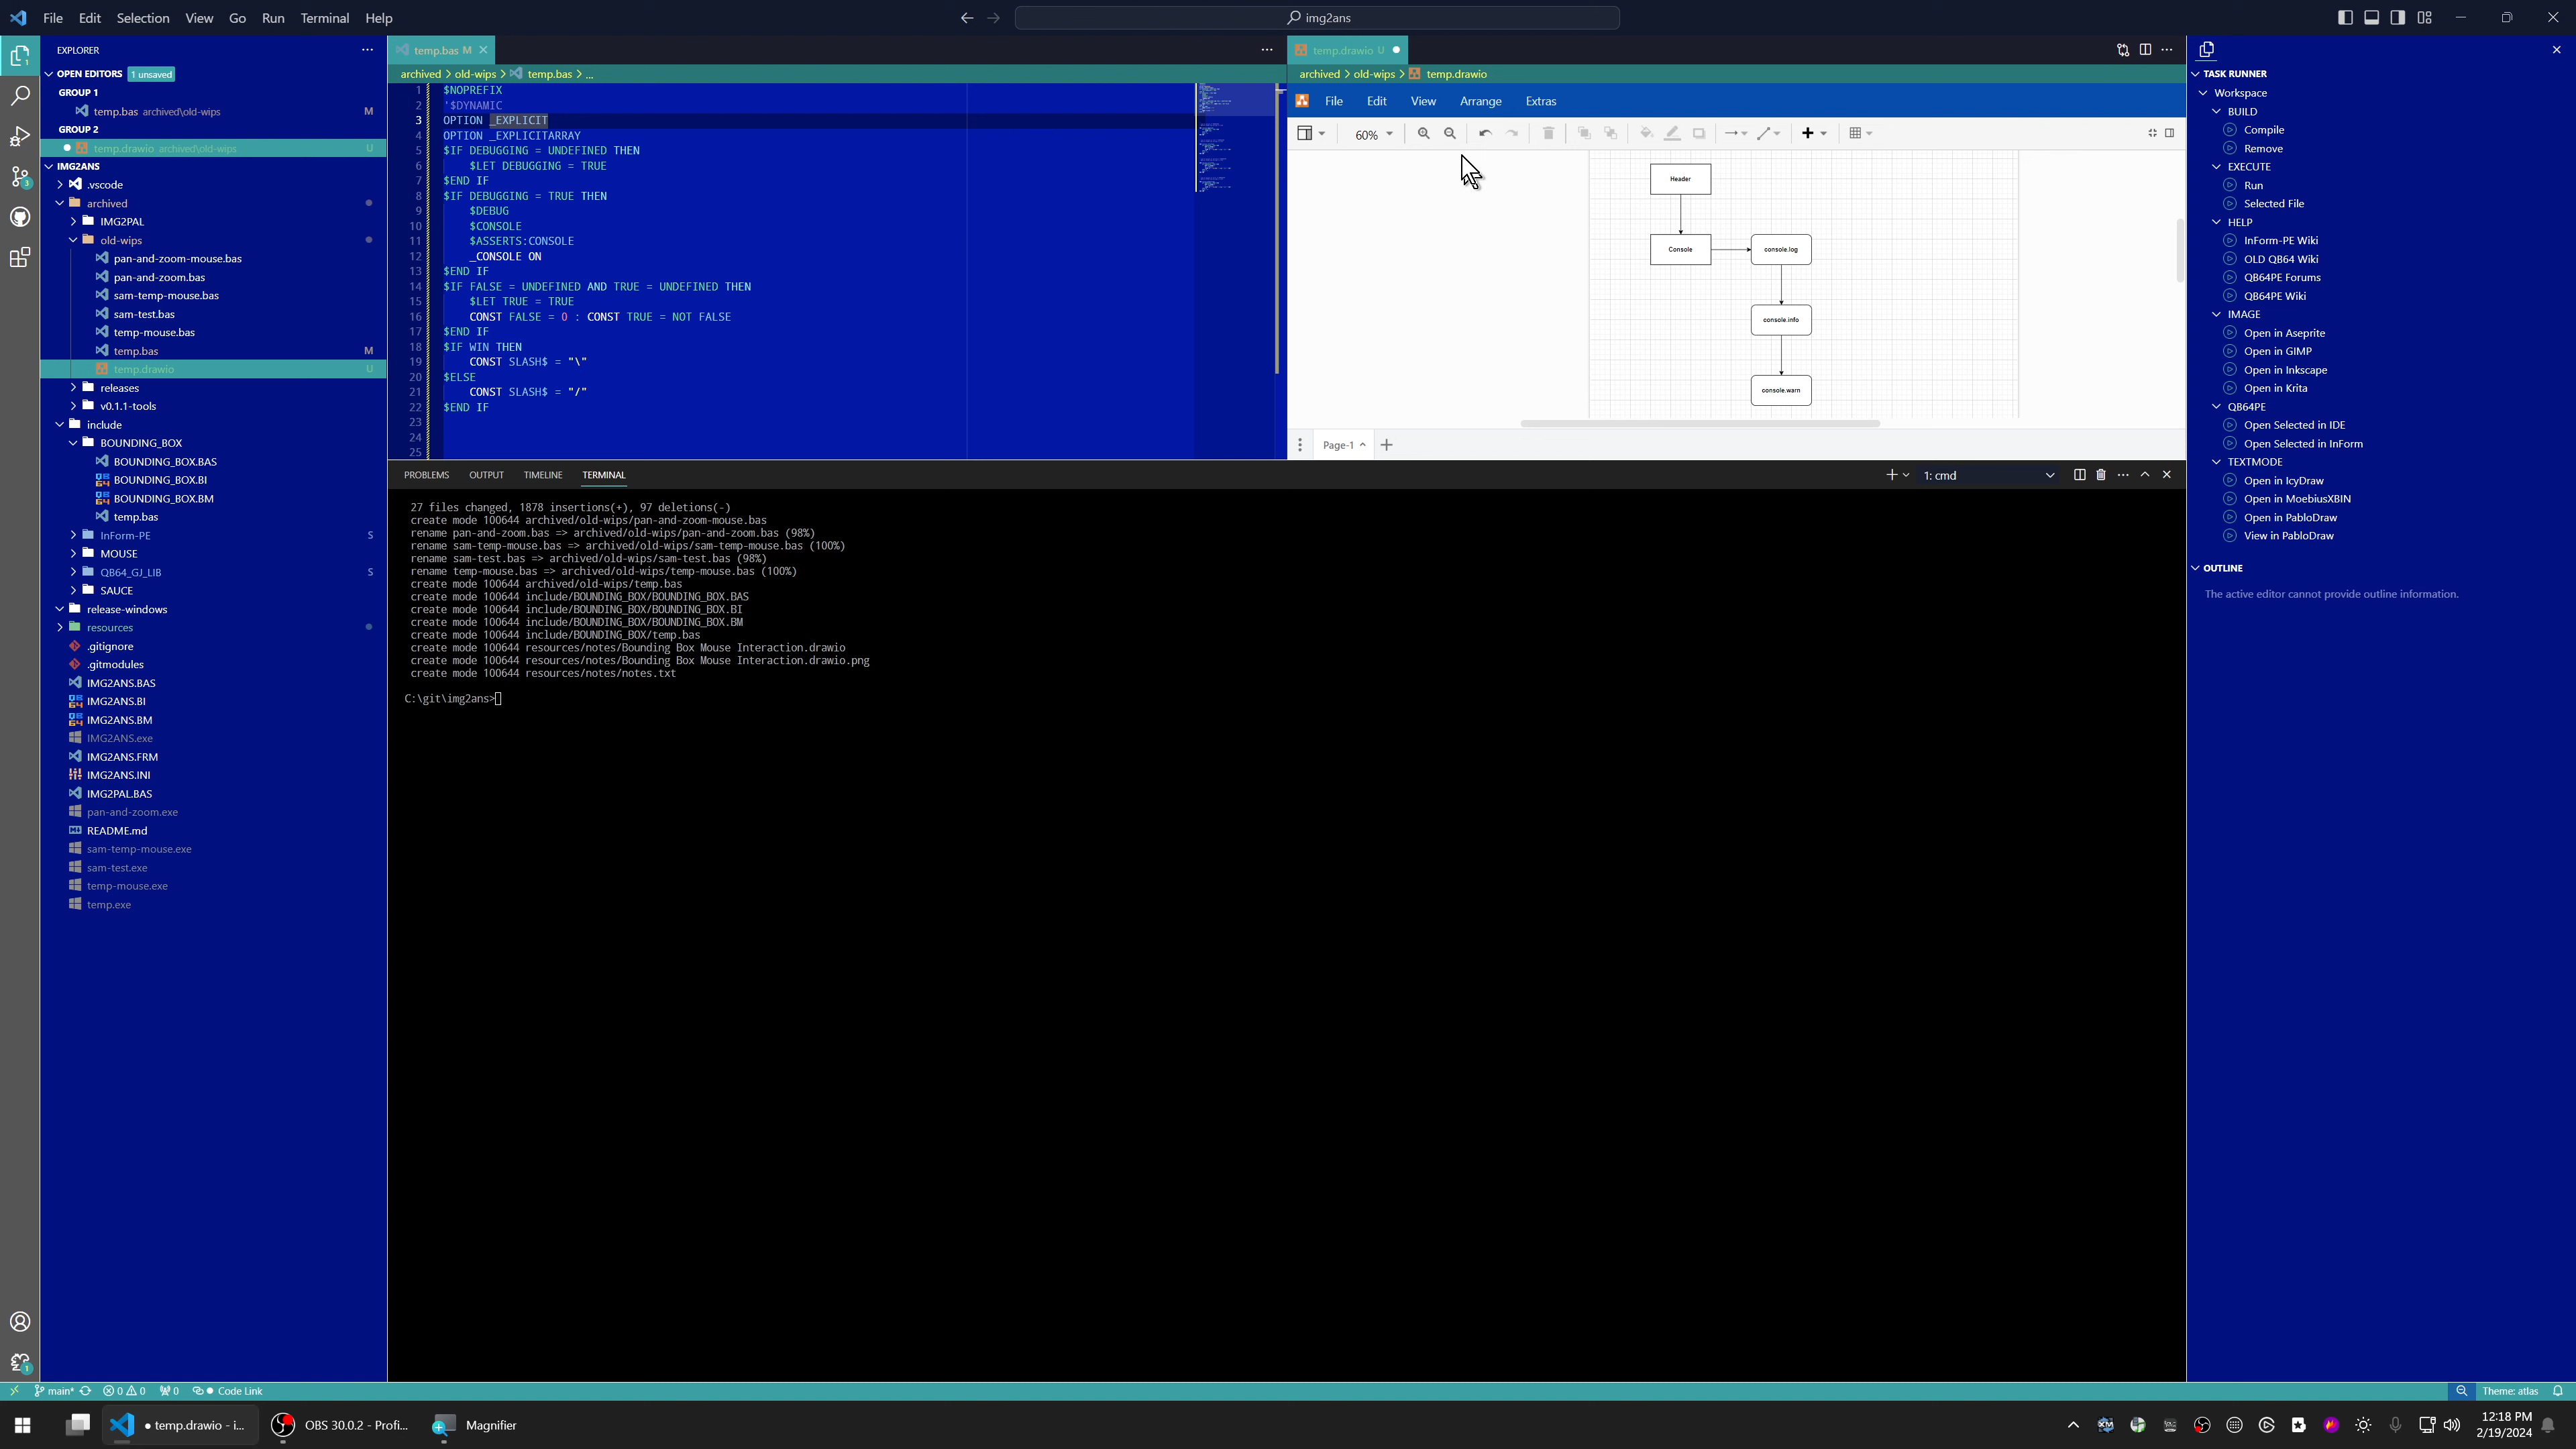 File Edit Selection View Go Run Terminal Help
img2ans
EXPLORER
OPEN EDITORS 1 unsaved
GROUP 1
temp.bas archived\old-wips M
GROUP 2
temp.drawio archived\old-wips U
IMG2ANS
.vscode
archived
IMG2PAL
old-wips
pan-and-zoom-mouse.bas
pan-and-zoom.bas
sam-temp-mouse.bas
sam-test.bas
temp-mouse.bas
temp.bas M
temp.drawio U
releases
v0.1.1-tools
include
BOUNDING_BOX
BOUNDING_BOX.BAS
BOUNDING_BOX.BI
BOUNDING_BOX.BM
temp.bas
InForm-PE S
MOUSE
QB64_GJ_LIB S
SAUCE
release-windows
resources
.gitignore
.gitmodules
IMG2ANS.BAS
IMG2ANS.BI
IMG2ANS.BM
IMG2ANS.exe
IMG2ANS.FRM
IMG2ANS.INI
IMG2PAL.BAS
pan-and-zoom.exe
README.md
sam-temp-mouse.exe
sam-test.exe
temp-mouse.exe
temp.exe
temp.bas M
archived > old-wips > temp.bas > ...
1 $NOPREFIX
2 '$DYNAMIC
3 OPTION _EXPLICIT
4 OPTION _EXPLICITARRAY
5 $IF DEBUGGING = UNDEFINED THEN
6 $LET DEBUGGING = TRUE
7 $END IF
8 $IF DEBUGGING = TRUE THEN
9 $DEBUG
10 $CONSOLE
11 $ASSERTS:CONSOLE
12 _CONSOLE ON
13 $END IF
14 $IF FALSE = UNDEFINED AND TRUE = UNDEFINED THEN
15 $LET TRUE = TRUE
16 CONST FALSE = 0 : CONST TRUE = NOT FALSE
17 $END IF
18 $IF WIN THEN
19 CONST SLASH$ = "\"
20 $ELSE
21 CONST SLASH$ = "/"
22 $END IF
23
24
25
temp.drawio U
archived > old-wips > temp.drawio
File Edit View Arrange Extras
60%
Header
Console
console.log
console.info
console.warn
Page-1
PROBLEMS OUTPUT TIMELINE TERMINAL
1: cmd
27 files changed, 1878 insertions(+), 97 deletions(-)
create mode 100644 archived/old-wips/pan-and-zoom-mouse.bas
rename pan-and-zoom.bas => archived/old-wips/pan-and-zoom.bas (98%)
rename sam-temp-mouse.bas => archived/old-wips/sam-temp-mouse.bas (100%)
rename sam-test.bas => archived/old-wips/sam-test.bas (98%)
rename temp-mouse.bas => archived/old-wips/temp-mouse.bas (100%)
create mode 100644 archived/old-wips/temp.bas
create mode 100644 include/BOUNDING_BOX/BOUNDING_BOX.BAS
create mode 100644 include/BOUNDING_BOX/BOUNDING_BOX.BI
create mode 100644 include/BOUNDING_BOX/BOUNDING_BOX.BM
create mode 100644 include/BOUNDING_BOX/temp.bas
create mode 100644 resources/notes/Bounding Box Mouse Interaction.drawio
create mode 100644 resources/notes/Bounding Box Mouse Interaction.drawio.png
create mode 100644 resources/notes/notes.txt
C:\git\img2ans>
TASK RUNNER
Workspace
BUILD
Compile
Remove
EXECUTE
Run
Selected File
HELP
InForm-PE Wiki
OLD QB64 Wiki
QB64PE Forums
QB64PE Wiki
IMAGE
Open in Aseprite
Open in GIMP
Open in Inkscape
Open in Krita
QB64PE
Open Selected in IDE
Open Selected in InForm
TEXTMODE
Open in IcyDraw
Open in MoebiusXBIN
Open in PabloDraw
View in PabloDraw
OUTLINE
The active editor cannot provide outline information.
main* 0 0 0 Code Link
Theme: atlas
temp.drawio - i...
OBS 30.0.2 - Profi...
Magnifier
12:18 PM
2/19/2024